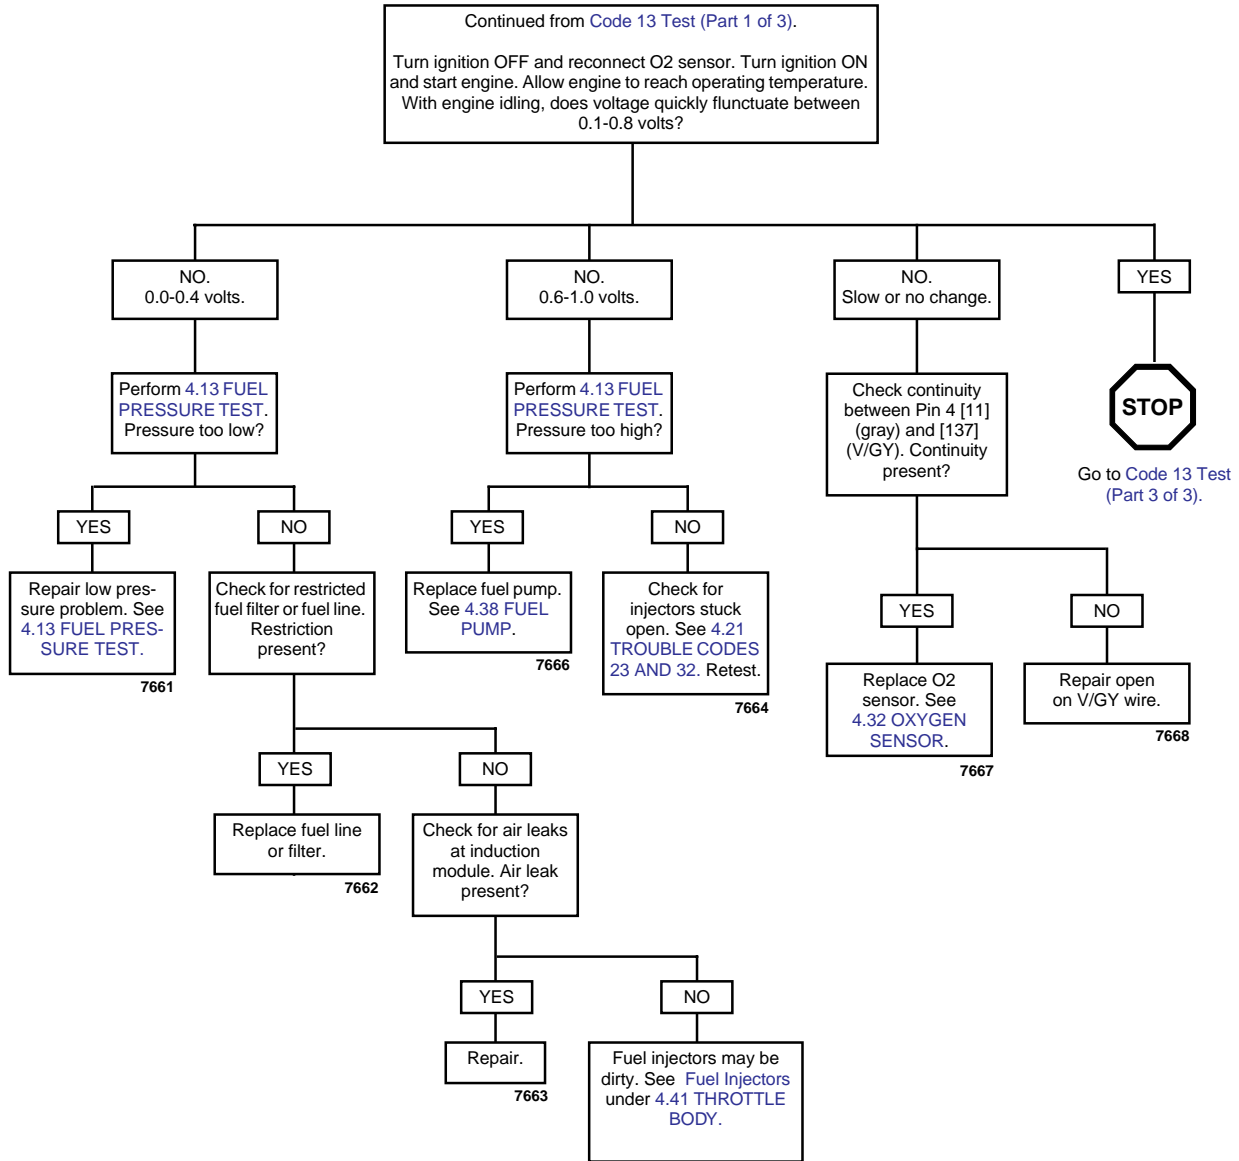 Continued from Code 13 Test (Part 1 of 3).
Turn ignition OFF and reconnect O2 sensor. Turn ignition ON
and start engine. Allow engine to reach operating temperature.
With engine idling, does voltage quickly flunctuate between
0.1-0.8 volts?
NO.
0.0-0.4 volts.
NO.
0.6-1.0 volts.
NO.
Slow or no change.
YES
Perform 4.13 FUEL
PRESSURE TEST.
Pressure too low?
Perform 4.13 FUEL
PRESSURE TEST.
Pressure too high?
Check continuity
between Pin 4 [11]
(gray) and [137]
(V/GY). Continuity
present?
STOP
Go to Code 13 Test
(Part 3 of 3).
YES
NO
YES
NO
Repair low pres-
sure problem. See
4.13 FUEL PRES-
SURE TEST.
7661
Check for restricted
fuel filter or fuel line.
Restriction
present?
Replace fuel pump.
See 4.38 FUEL
PUMP.
7666
Check for
injectors stuck
open. See 4.21
TROUBLE CODES
23 AND 32. Retest.
7664
YES
NO
Replace O2
sensor. See
4.32 OXYGEN
SENSOR.
7667
Repair open
on V/GY wire.
7668
YES
NO
Replace fuel line
or filter.
7662
Check for air leaks
at induction
module. Air leak
present?
YES
NO
Repair.
7663
Fuel injectors may be
dirty. See Fuel Injectors
under 4.41 THROTTLE
BODY.